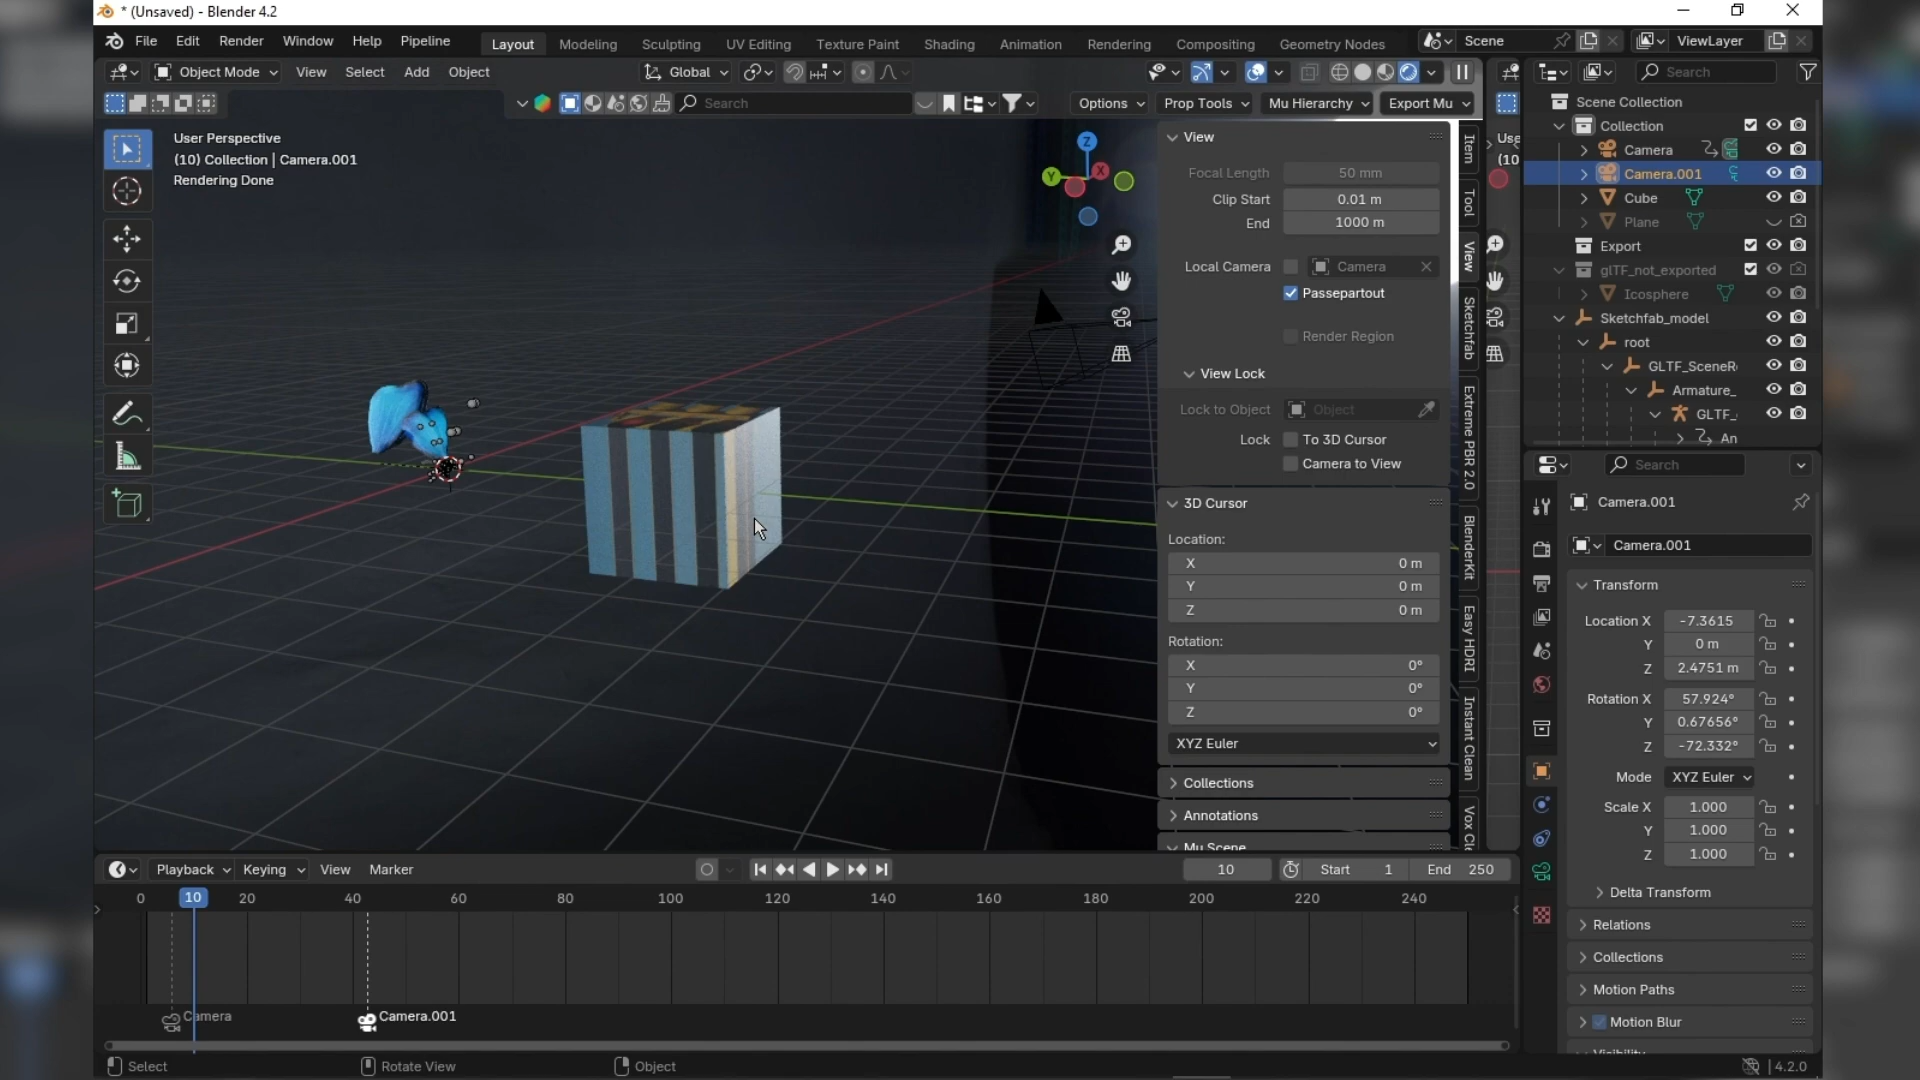 * (Unsaved) - Blender 4.2
File Edit Render Window Help Pipeline
Layout Modeling Sculpting UV Editing Texture Paint Shading Animation Rendering Compositing Geometry Nodes
Scene
ViewLayer
Object Mode View Select Add Object
Global
Search
Search
Options Prop Tools Mu Hierarchy Export Mu
User Perspective
(10) Collection | Camera.001
Rendering Done
Z
X
Y
View
Focal Length 50 mm
Clip Start 0.01 m
End 1000 m
Local Camera Camera
Passepartout
Render Region
View Lock
Lock to Object Object
Lock To 3D Cursor
Camera to View
3D Cursor
Location:
X 0 m
Y 0 m
Z 0 m
Rotation:
X 0°
Y 0°
Z 0°
XYZ Euler
Collections
Annotations
My Scene
Item
Tool
View
Sketchfab
Extreme PBR 2.0
BlenderKit
Easy HDRI
Instant Clean
Vox Cle
Use
(10
Scene Collection
Collection
Camera
Camera.001
Cube
Plane
Export
glTF_not_exported
Icosphere
Sketchfab_model
root
GLTF_SceneR
Armature_
GLTF_
An
Search
Camera.001
Camera.001
Transform
Location X -7.3615
Y 0 m
Z 2.4751 m
Rotation X 57.924°
Y 0.67656°
Z -72.332°
Mode XYZ Euler
Scale X 1.000
Y 1.000
Z 1.000
Delta Transform
Relations
Collections
Motion Paths
Motion Blur
Visibility
Playback Keying View Marker
10
Start 1
End 250
0 10 20 40 60 80 100 120 140 160 180 200 220 240
Camera
Camera.001
Select
Rotate View
Object
4.2.0